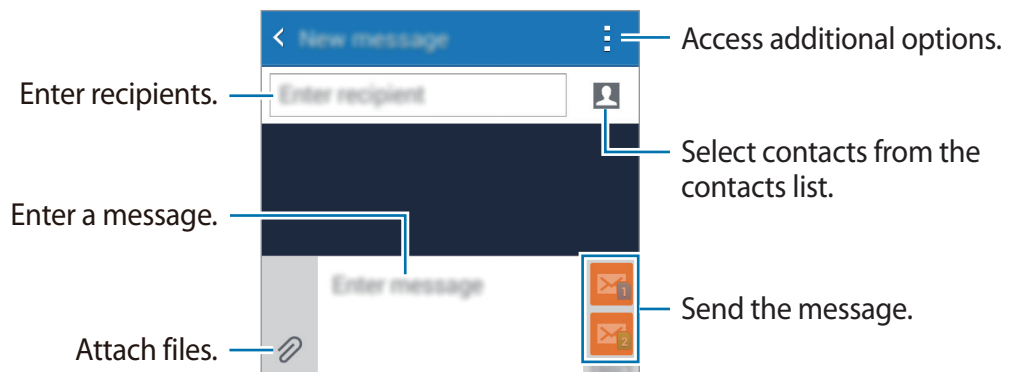 New message
Access additional options.
Enter recipients.
Enter recipient
Select contacts from the
contacts list.
Enter a message.
Enter message
1
Send the message.
2
Attach files.